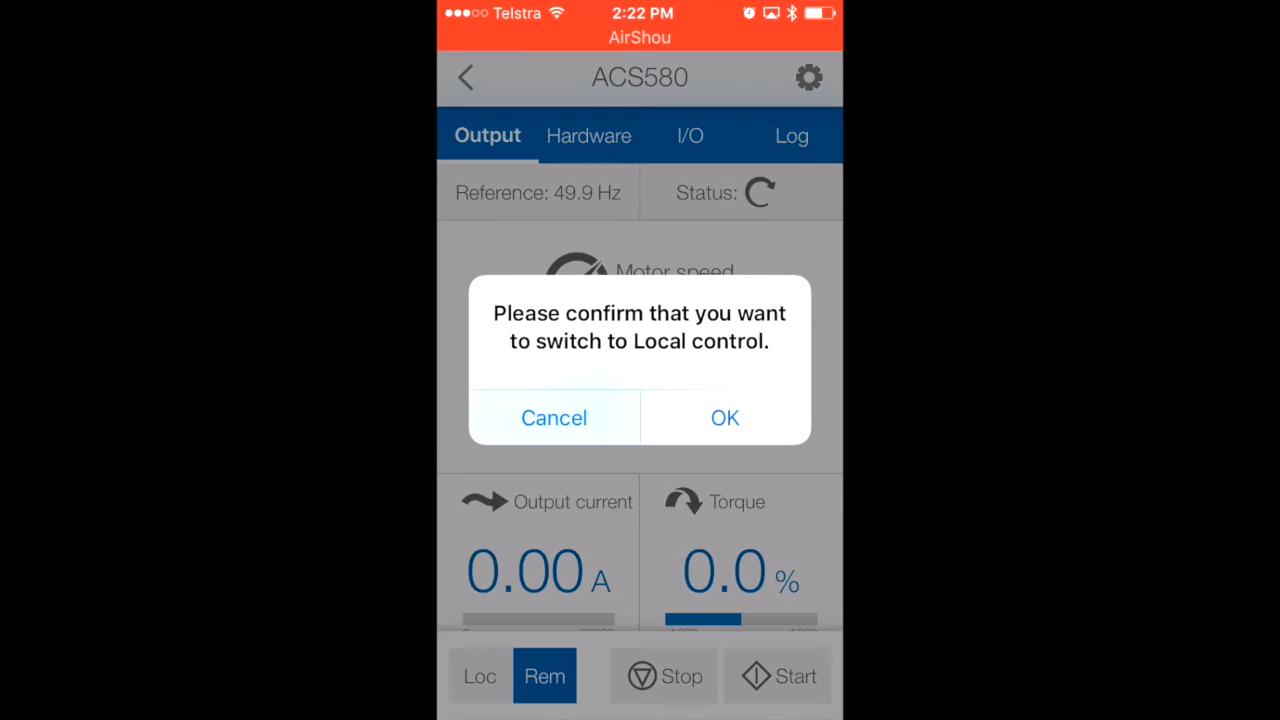 Telstra 2:22 PM
AirShou
ACS580
Output Hardware I/O Log
Reference: 49.9 Hz Status:
Motor speed
Please confirm that you want
to switch to Local control.
Cancel OK
Output current Torque
0.00 A 0.0 %
Loc Rem Stop Start